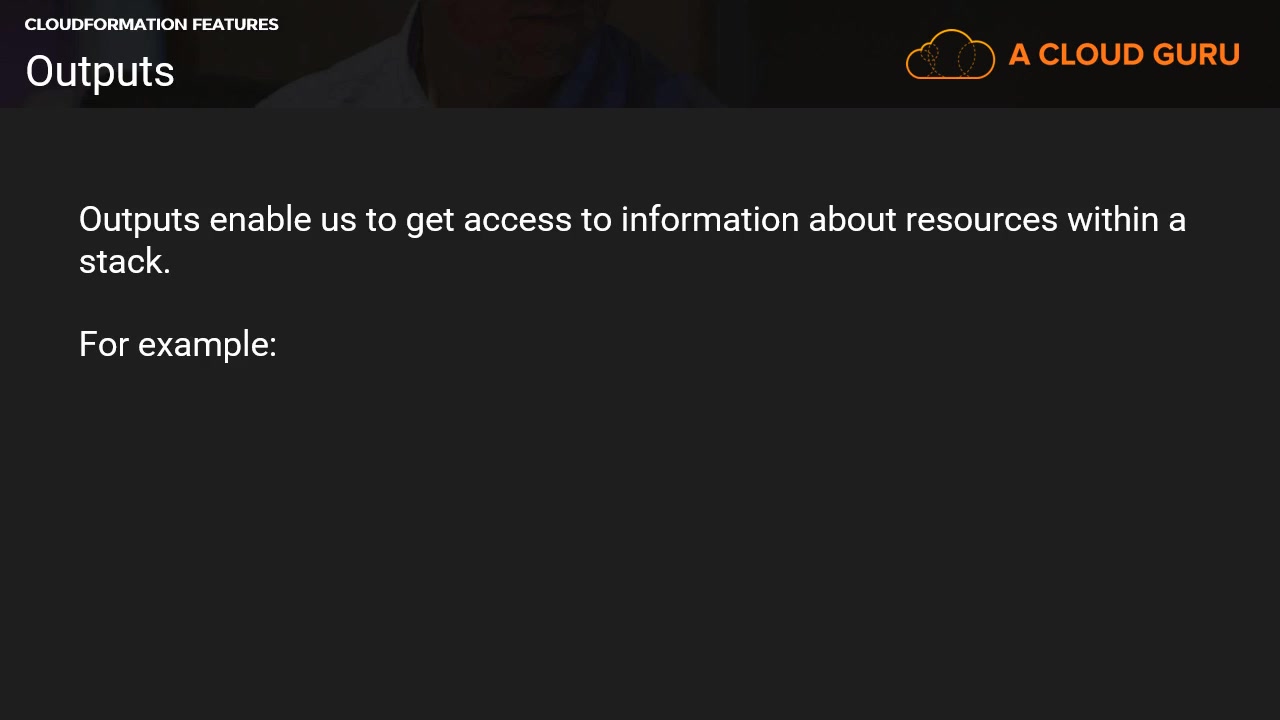 CLOUDFORMATION FEATURES
Outputs
A CLOUD GURU
Outputs enable us to get access to information about resources within a
stack.
For example: